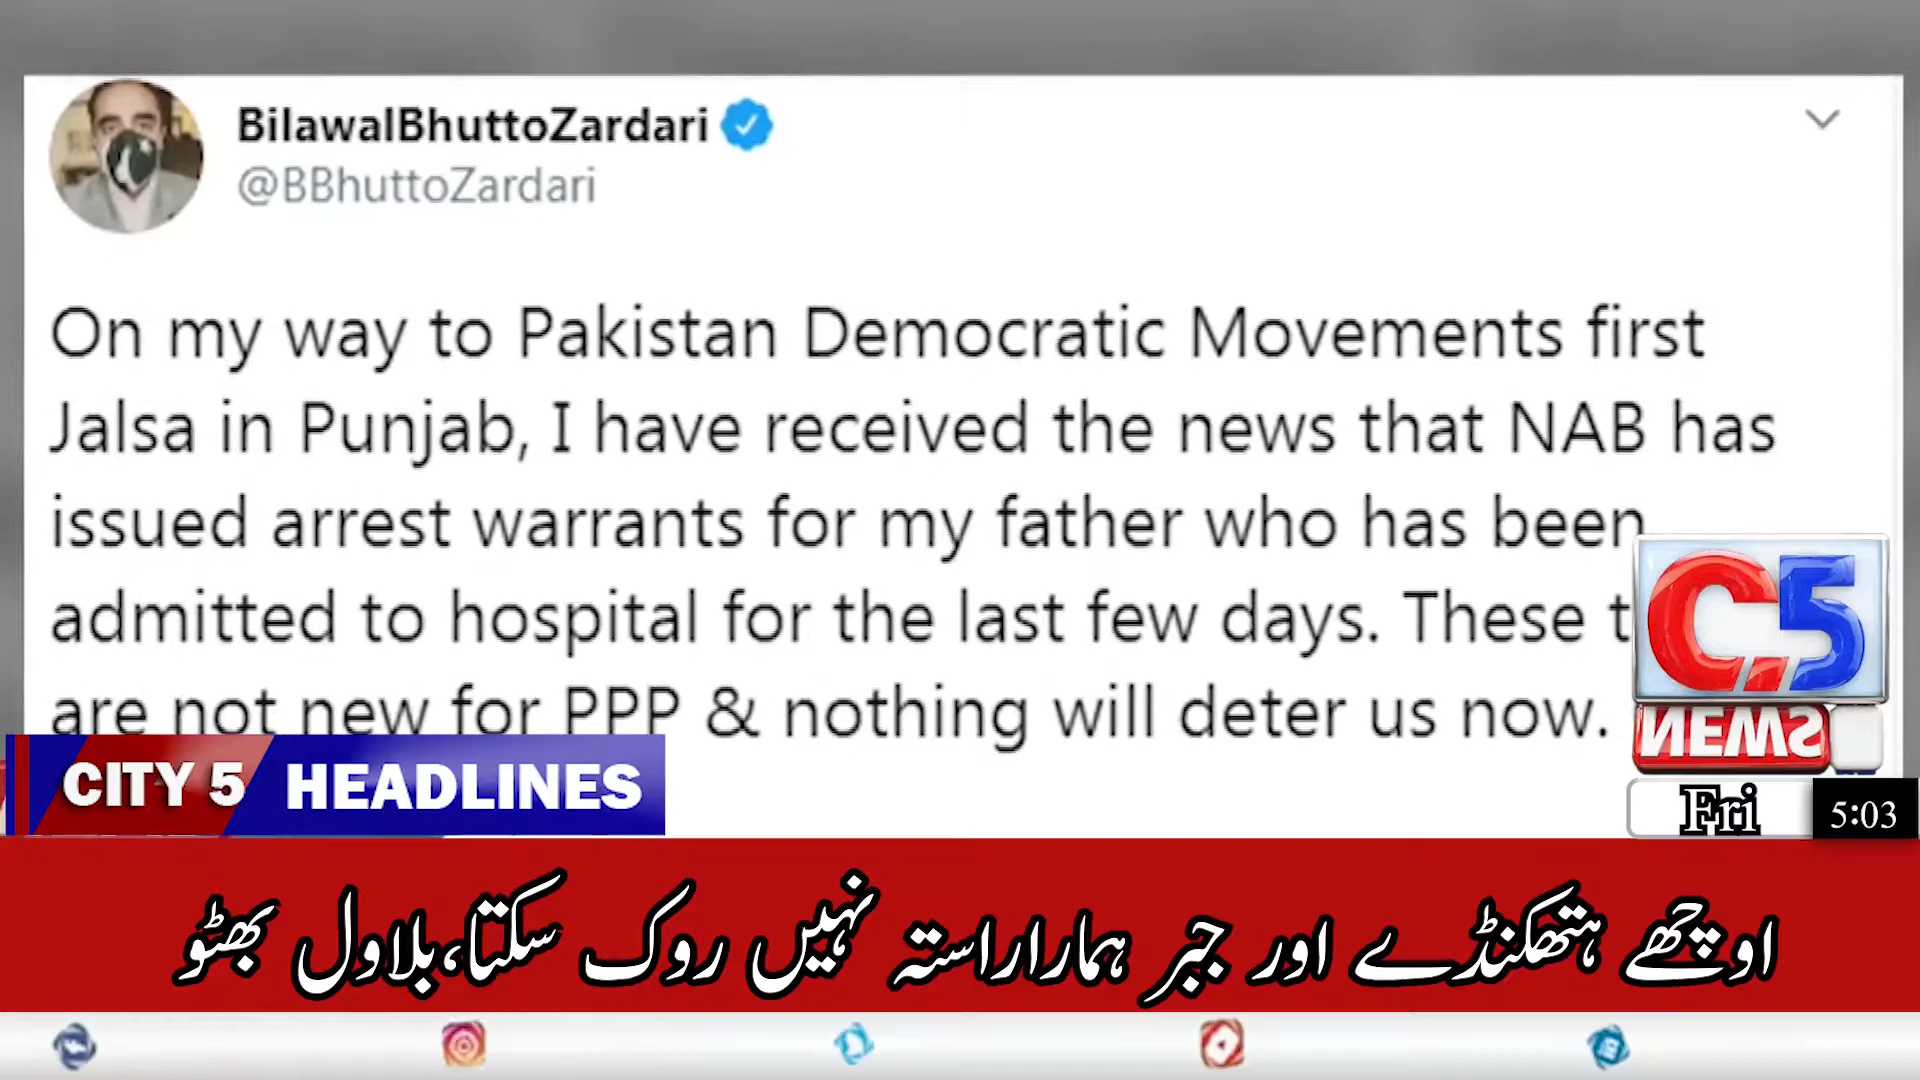 BilawalBhuttoZardari
@BBhuttoZardari
On my way to Pakistan Democratic Movements first
Jalsa in Punjab, I have received the news that NAB has
issued arrest warrants for my father who has been
admitted to hospital for the last few days. These
are not new for PPP & nothing will deter us now.
C5
NEWS
CITY 5 HEADLINES
Fri 5:03
اوچھے ہتھکنڈے اور جبر ہماراراستہ نہیں روک سکتا،بلاول بھٹو